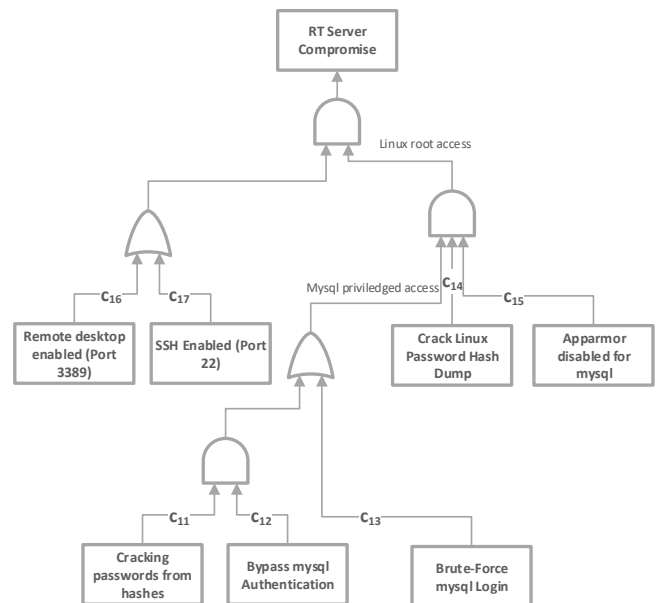 RT Server
Compromise
Linux root access
Mysql priviledged access
C16
C17
C14
C15
Remote desktop
enabled (Port
3389)
SSH Enabled (Port
22)
Crack Linux
Password Hash
Dump
Apparmor
disabled for
mysql
C11
C12
C13
Cracking
passwords from
hashes
Bypass mysql
Authentication
Brute-Force
mysql Login